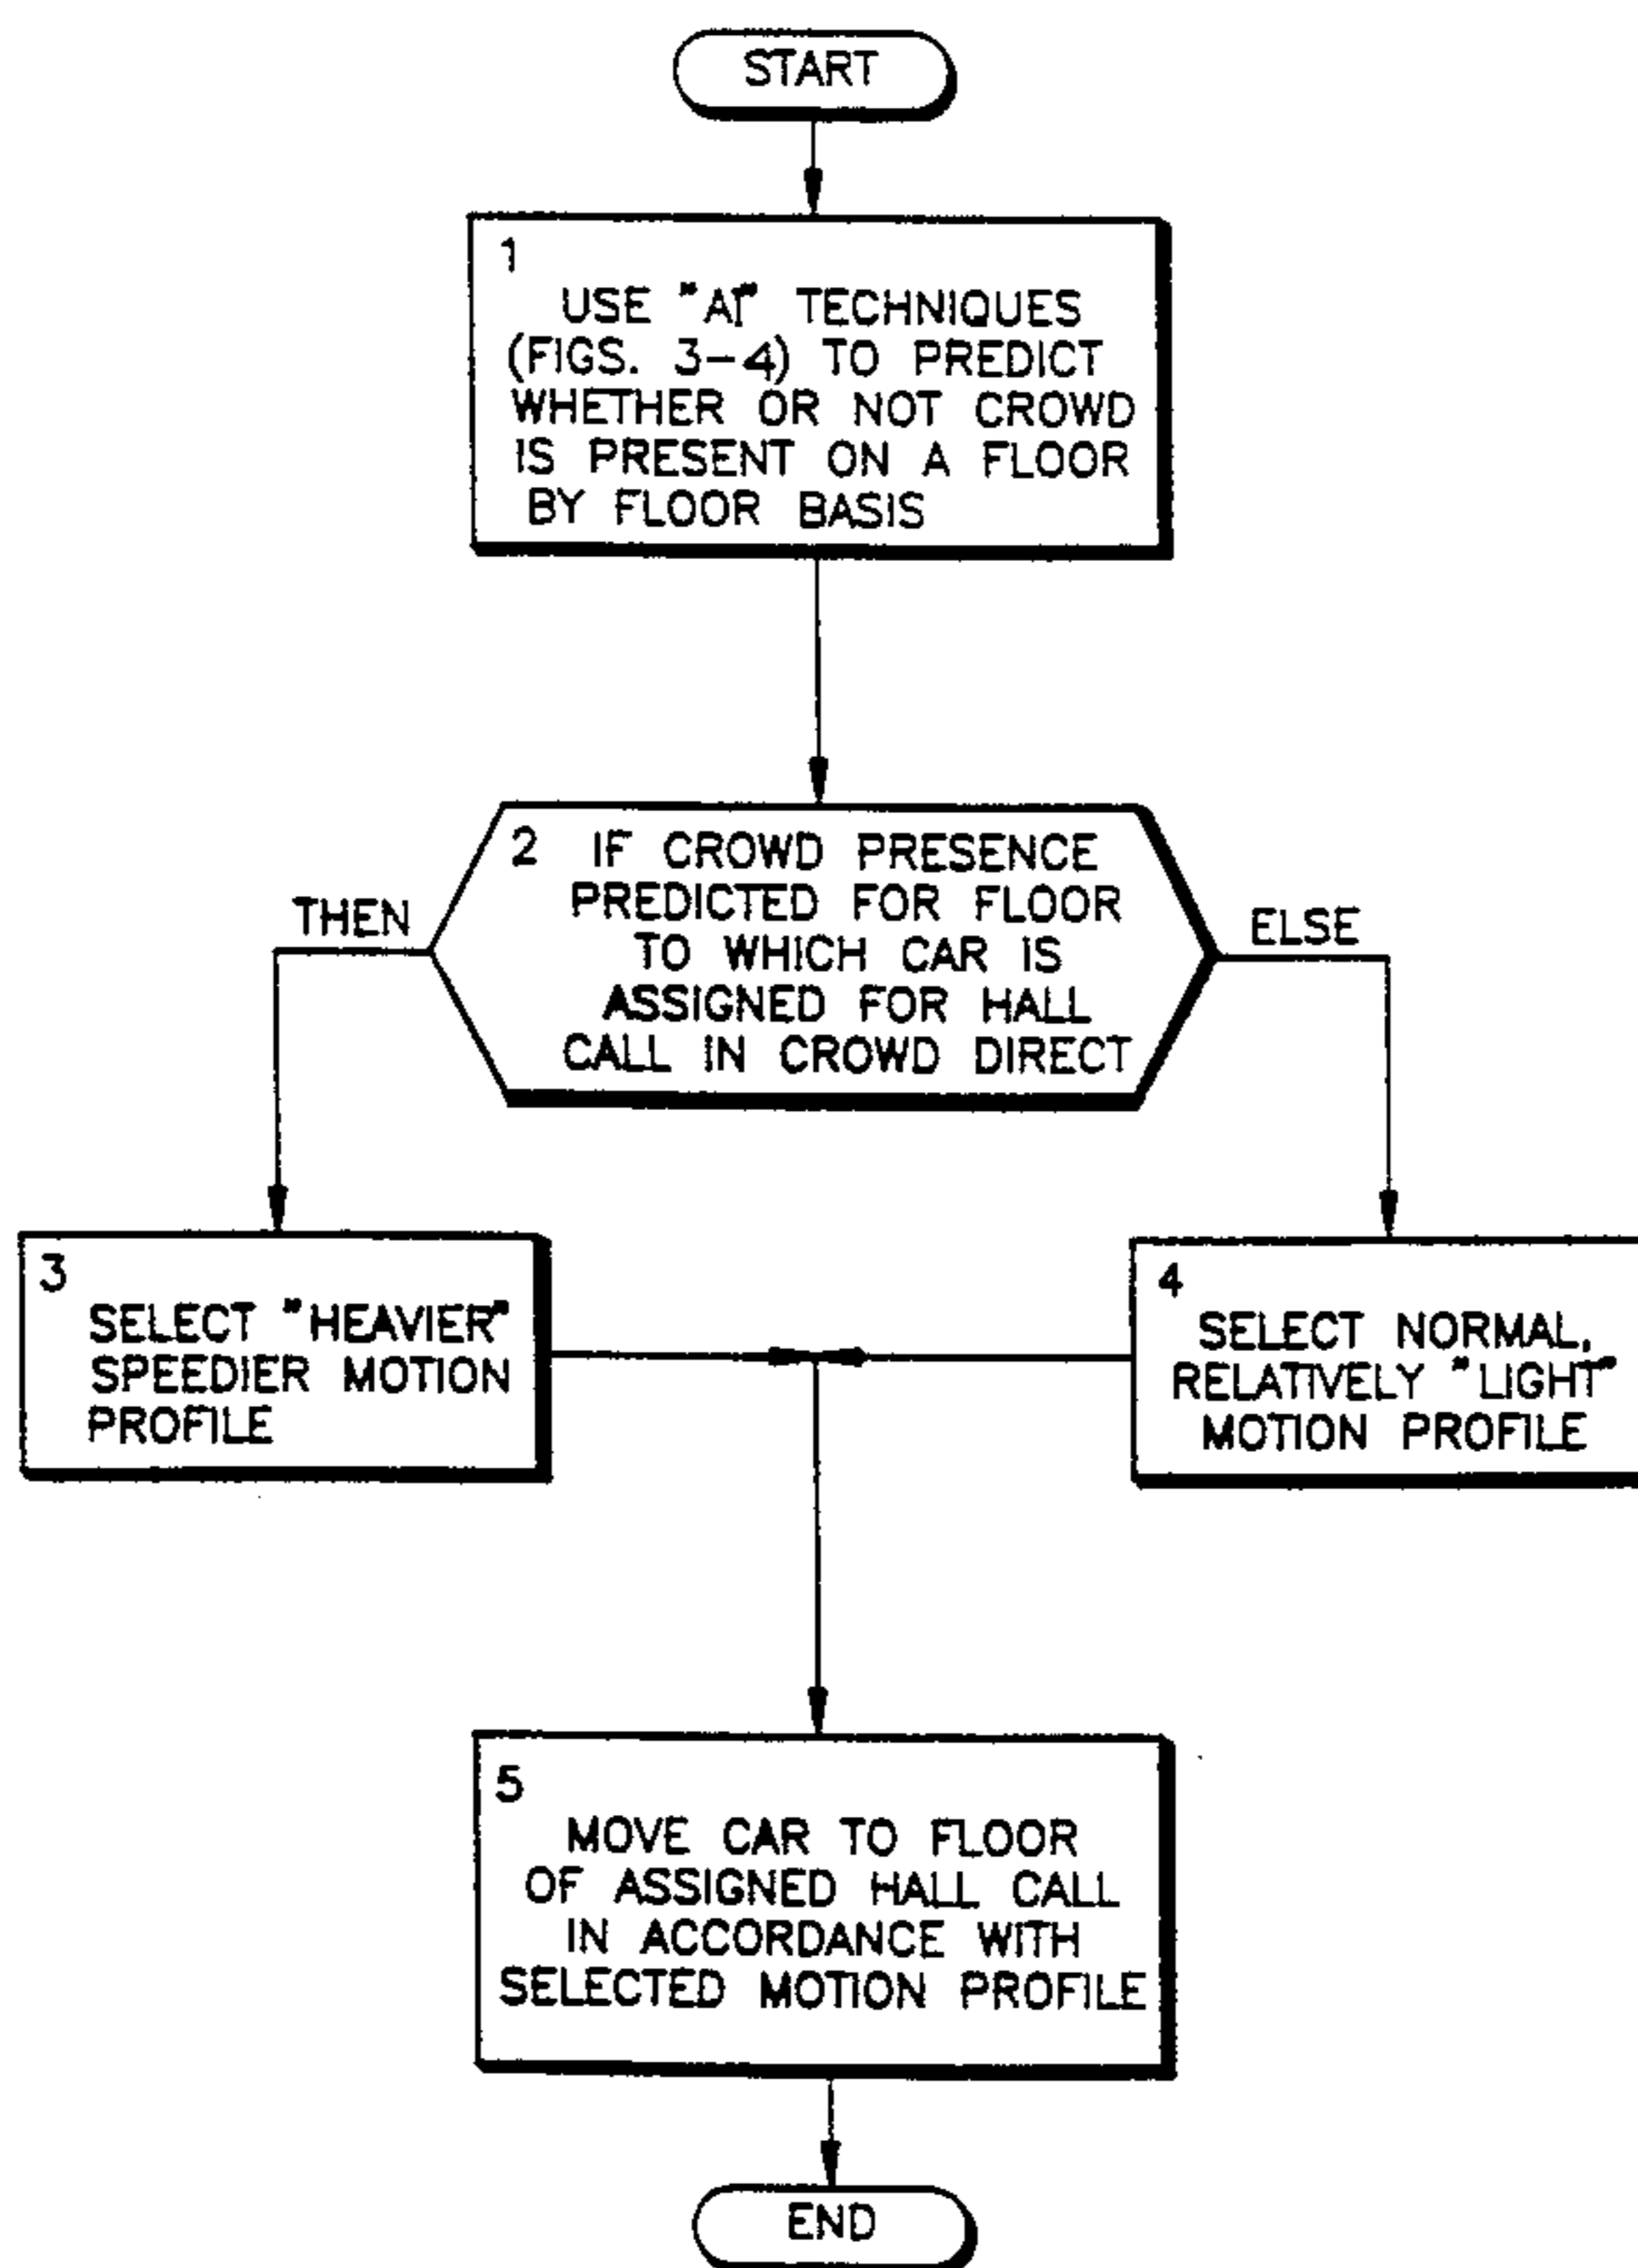 START
1
USE "AI" TECHNIQUES
(FIGS. 3-4) TO PREDICT
WHETHER OR NOT CROWD
IS PRESENT ON A FLOOR
BY FLOOR BASIS
2 IF CROWD PRESENCE
PREDICTED FOR FLOOR
TO WHICH CAR IS
ASSIGNED FOR HALL
CALL IN CROWD DIRECT
THEN
ELSE
3
SELECT "HEAVIER"
SPEEDIER MOTION
PROFILE
4
SELECT NORMAL,
RELATIVELY "LIGHT"
MOTION PROFILE
5
MOVE CAR TO FLOOR
OF ASSIGNED HALL CALL
IN ACCORDANCE WITH
SELECTED MOTION PROFILE
END